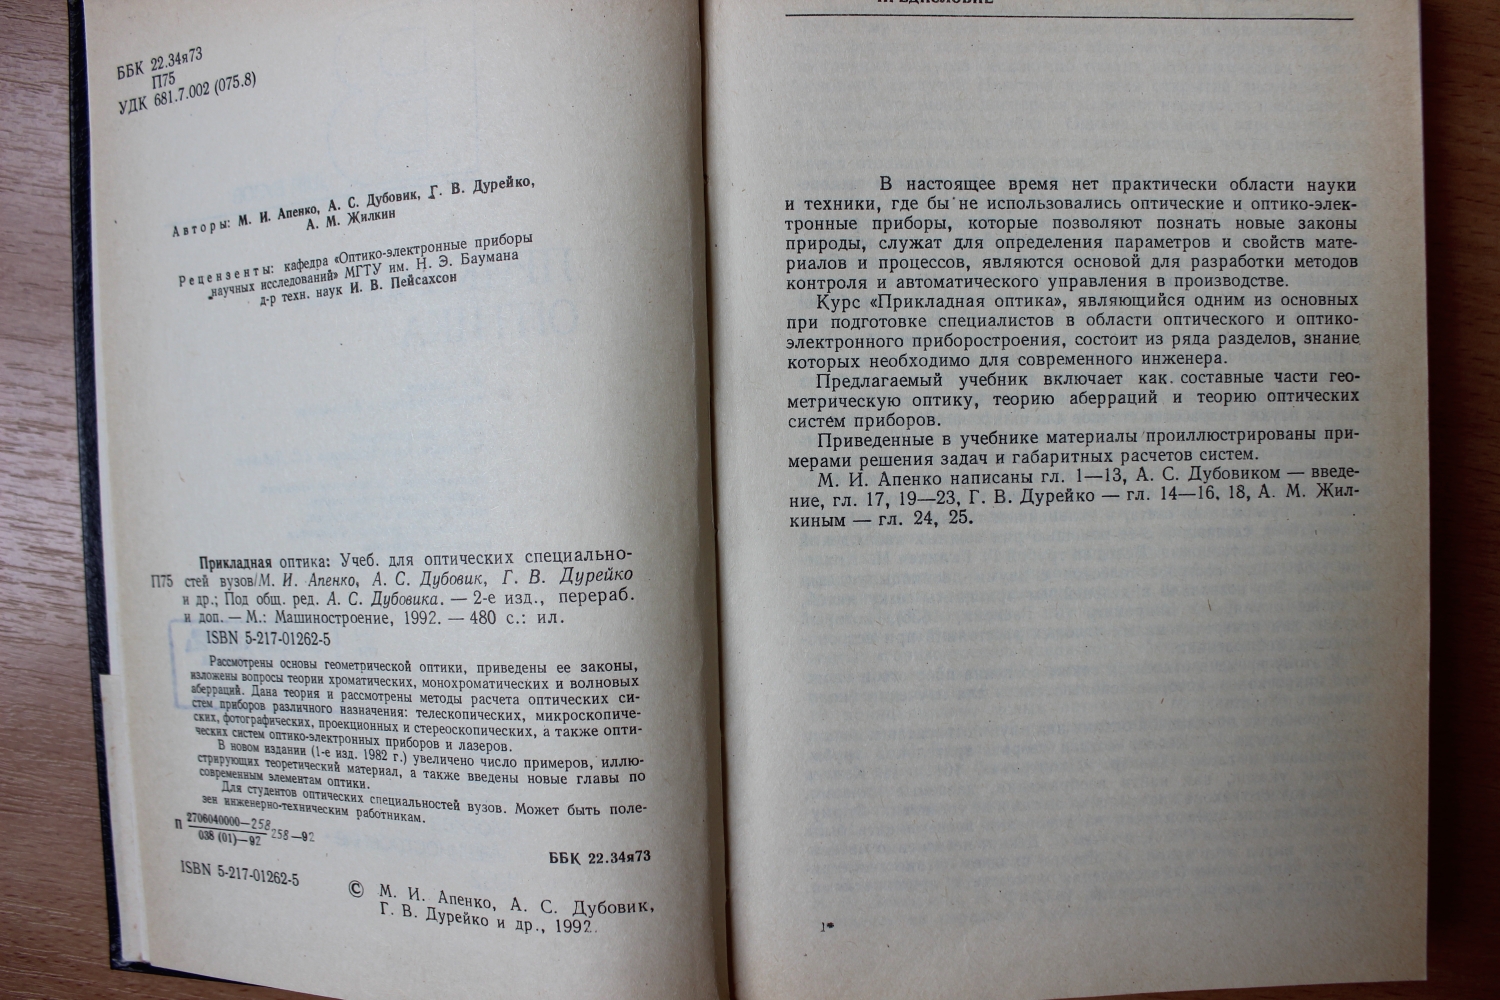 ББК 22.34я73
П75
УДК 681.7.002 (075.8)
Авторы: М. И. Апенко, А. С. Дубовик, Г. В. Дурейко,
А. М. Жилкин
Рецензенты: кафедра «Оптико-электронные приборы
научных исследований» МГТУ им. Н. Э. Баумана
д-р техн. наук И. В. Пейсахсон
Прикладная оптика: Учеб. для оптических специально-
П75 стей вузов/М. И. Апенко, А. С. Дубовик, Г. В. Дурейко
и др.; Под общ. ред. А. С. Дубовика. — 2-е изд., перераб.
и доп. — М.: Машиностроение, 1992. — 480 с.: ил.
ISBN 5-217-01262-5
Рассмотрены основы геометрической оптики, приведены ее законы,
изложены вопросы теории хроматических, монохроматических и волновых
аберраций. Дана теория и рассмотрены методы расчета оптических си-
стем приборов различного назначения: телескопических, микроскопиче-
ских, фотографических, проекционных и стереоскопических, а также опти-
ческих систем оптико-электронных приборов и лазеров.
В новом издании (1-е изд. 1982 г.) увеличено число примеров, иллю-
стрирующих теоретический материал, а также введены новые главы по
современным элементам оптики.
Для студентов оптических специальностей вузов. Может быть поле-
зен инженерно-техническим работникам.
П 2706040000—258 258—92
038 (01)—92
ББК 22.34я73
ISBN 5-217-01262-5
© М. И. Апенко, А. С. Дубовик,
Г. В. Дурейко и др., 1992.
ПРЕДИСЛОВИЕ
В настоящее время нет практически области науки
и техники, где бы не использовались оптические и оптико-элек-
тронные приборы, которые позволяют познать новые законы
природы, служат для определения параметров и свойств мате-
риалов и процессов, являются основой для разработки методов
контроля и автоматического управления в производстве.
Курс «Прикладная оптика», являющийся одним из основных
при подготовке специалистов в области оптического и оптико-
электронного приборостроения, состоит из ряда разделов, знание
которых необходимо для современного инженера.
Предлагаемый учебник включает как составные части гео-
метрическую оптику, теорию аберраций и теорию оптических
систем приборов.
Приведенные в учебнике материалы проиллюстрированы при-
мерами решения задач и габаритных расчетов систем.
М. И. Апенко написаны гл. 1—13, А. С. Дубовиком — введе-
ние, гл. 17, 19—23, Г. В. Дурейко — гл. 14—16, 18, А. М. Жил-
киным — гл. 24, 25.
1*